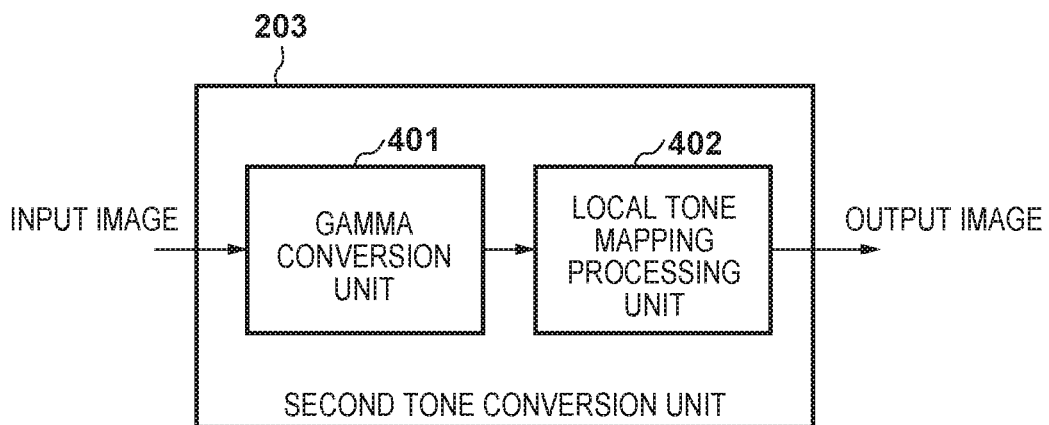 203
401
402
INPUT IMAGE
GAMMA
CONVERSION
UNIT
LOCAL TONE
MAPPING
PROCESSING
UNIT
OUTPUT IMAGE
SECOND TONE CONVERSION UNIT